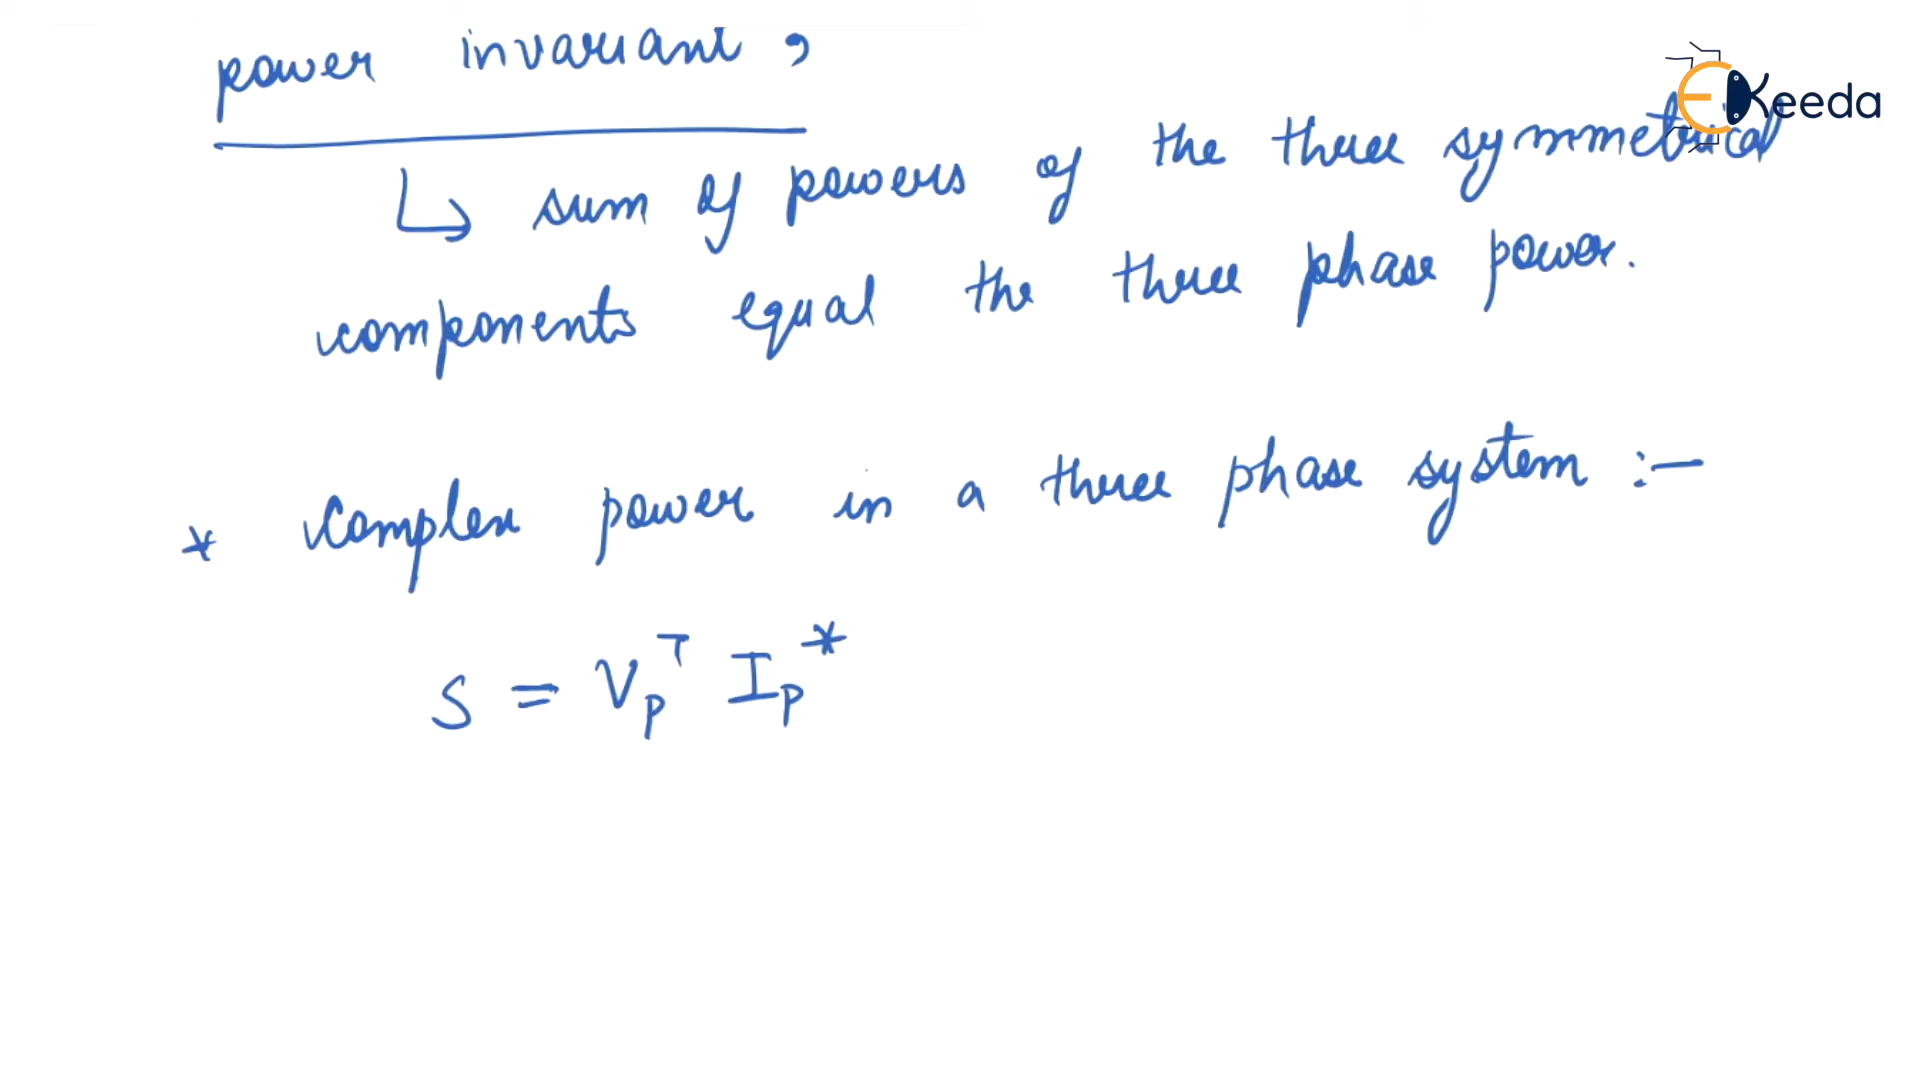 power invariant,
Keeda
↳ sum of powers of the three symmetrical
components equal the three phase power.
* Complex power in a three phase system :-
S = Vₚᵀ Iₚ*